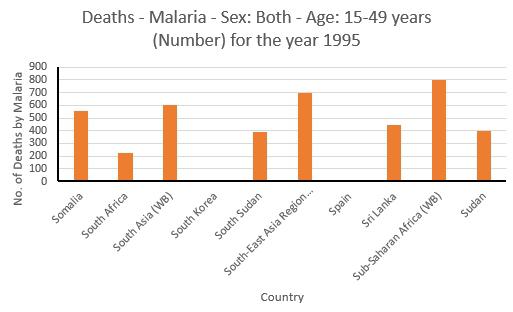 Deaths - Malaria - Sex: Both - Age: 15-49 years
(Number) for the year 1995
No. of Deaths by Malaria
900
800
700
600
500
400
300
200
100
0
Somalia
South Africa
South Asia (WB)
South Korea
South Sudan
South-East Asia Region...
Spain
Sri Lanka
Sub-Saharan Africa (WB)
Sudan
Country